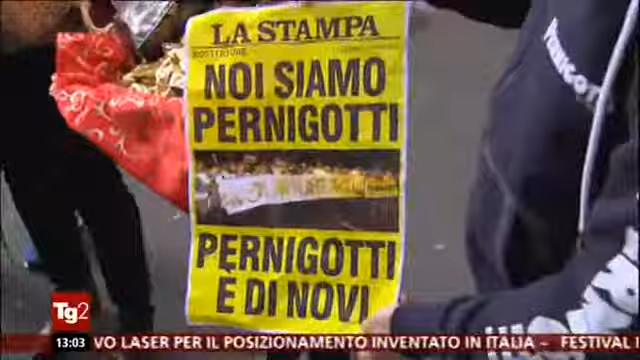 LA STAMPA
NOI SIAMO
PERNIGOTTI
PERNIGOTTI
È DI NOVI
PERNIGOTTI
Tg2
13:03 VO LASER PER IL POSIZIONAMENTO INVENTATO IN ITALIA ~ FESTIVAL